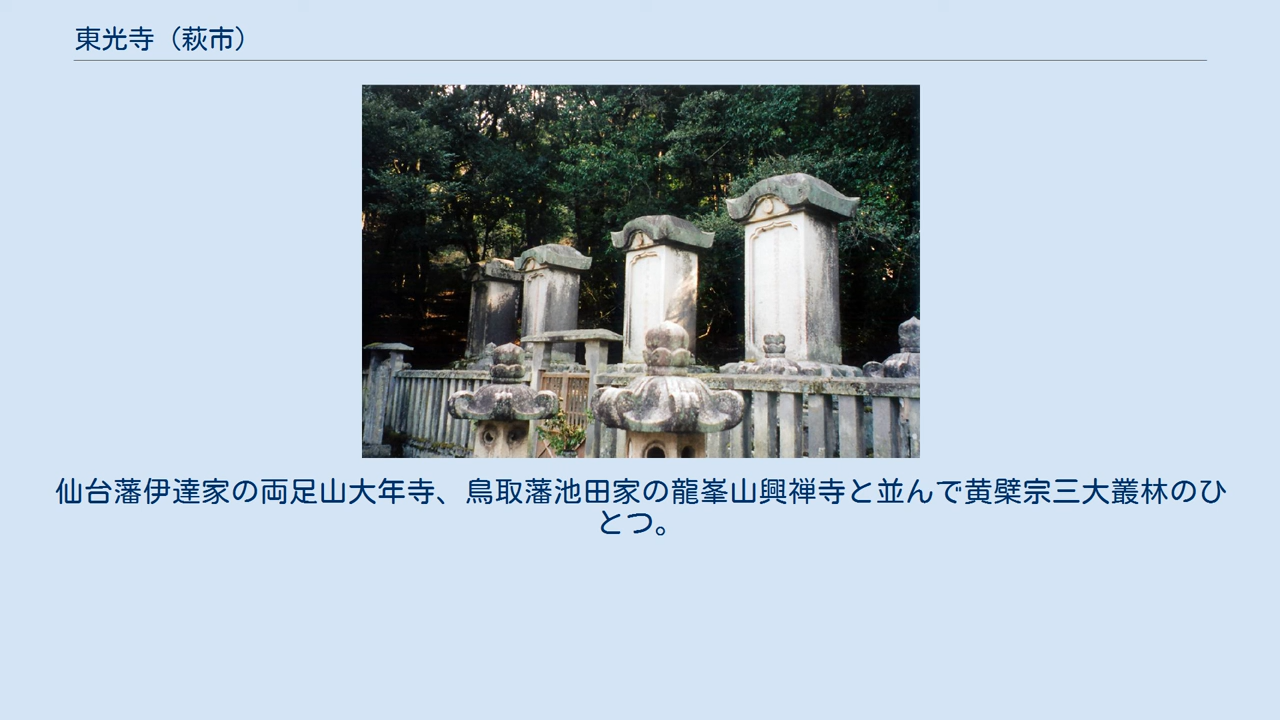 東光寺（萩市）
仙台藩伊達家の両足山大年寺、鳥取藩池田家の龍峯山興禅寺と並んで黄檗宗三大叢林のひ
とつ。